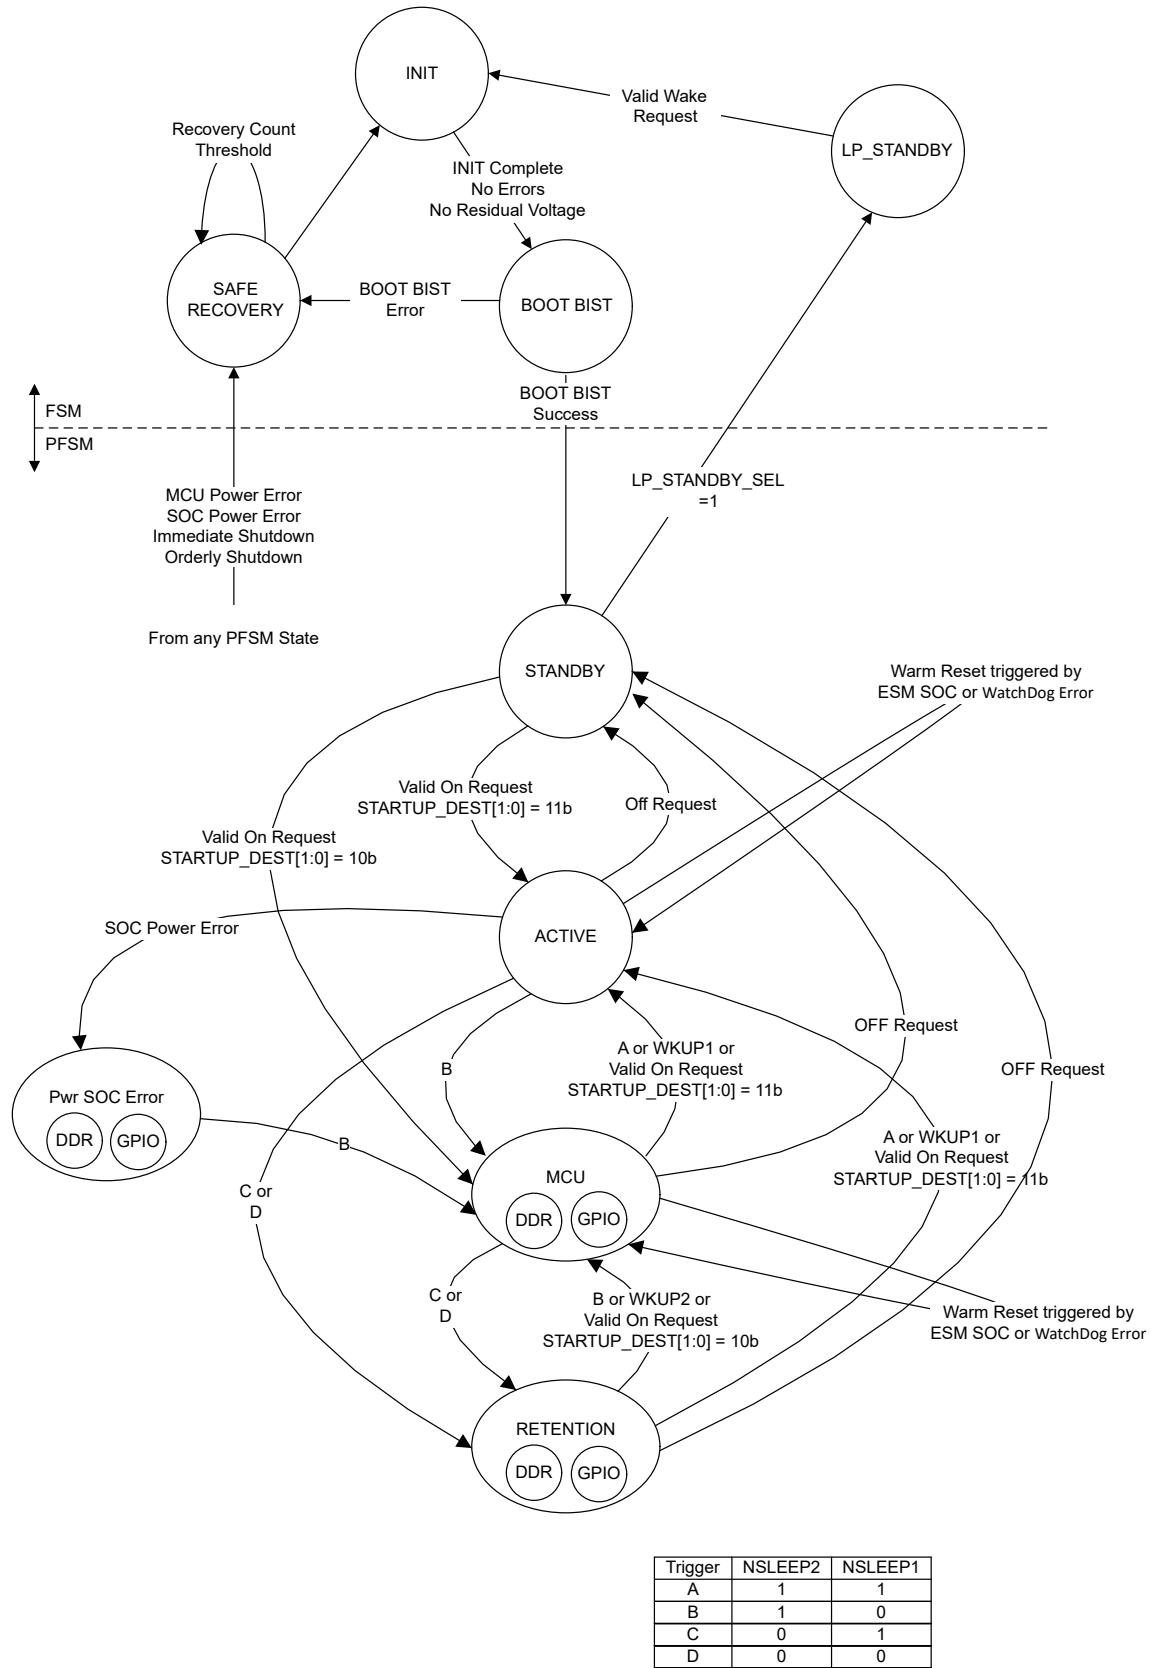 INIT
Valid Wake
Request
LP_STANDBY
Recovery Count
Threshold
INIT Complete
No Errors
No Residual Voltage
SAFE
RECOVERY
BOOT BIST
Error
BOOT BIST
BOOT BIST
Success
FSM
PFSM
LP_STANDBY_SEL
=1
MCU Power Error
SOC Power Error
Immediate Shutdown
Orderly Shutdown
From any PFSM State
STANDBY
Warm Reset triggered by
ESM SOC or WatchDog Error
Valid On Request
STARTUP_DEST[1:0] = 11b
Off Request
Valid On Request
STARTUP_DEST[1:0] = 10b
SOC Power Error
ACTIVE
OFF Request
OFF Request
A or WKUP1 or
Valid On Request
STARTUP_DEST[1:0] = 11b
B
Pwr SOC Error
DDR GPIO
B
A or WKUP1 or
Valid On Request
STARTUP_DEST[1:0] = 11b
MCU
DDR GPIO
C or
D
C or
D
B or WKUP2 or
Valid On Request
STARTUP_DEST[1:0] = 10b
Warm Reset triggered by
ESM SOC or WatchDog Error
RETENTION
DDR GPIO
Trigger NSLEEP2 NSLEEP1
A 1 1
B 1 0
C 0 1
D 0 0